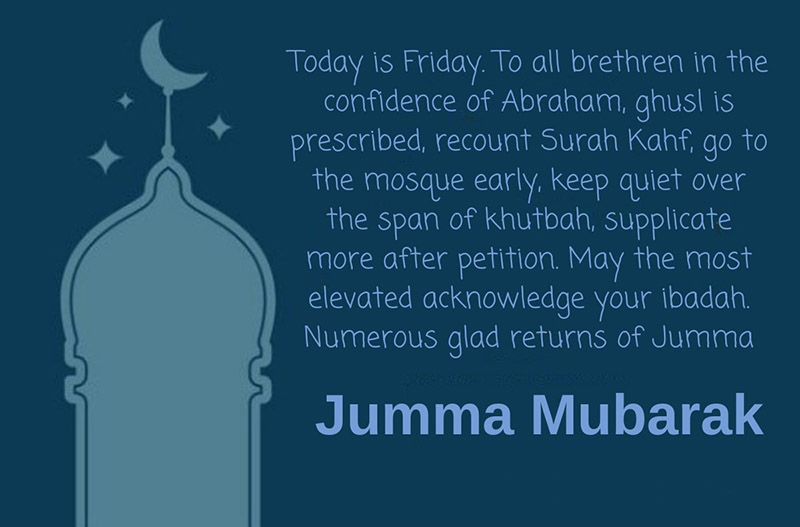 Today is Friday. To all brethren in the
confidence of Abraham, ghusl is
prescribed, recount Surah Kahf, go to
the mosque early, keep quiet over
the span of khutbah, supplicate
more after petition. May the most
elevated acknowledge your ibadah.
Numerous glad returns of Jumma
Jumma Mubarak